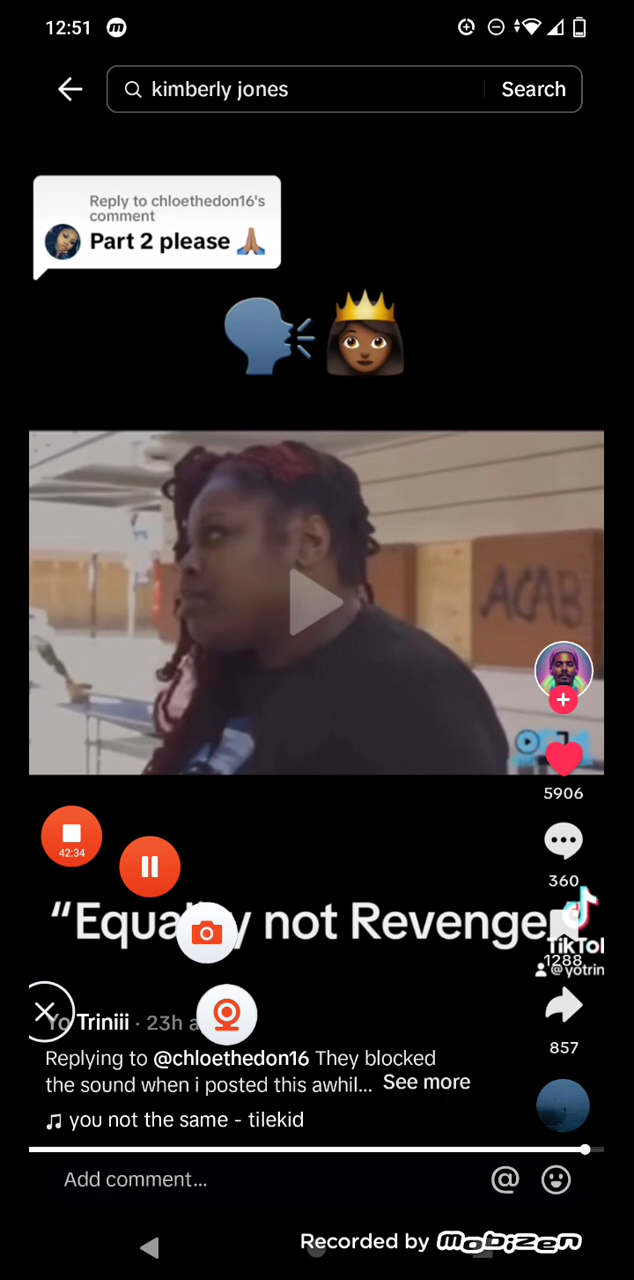 12:51
kimberly jones
Search
Reply to chloethedon16's
comment
Part 2 please 🙏🏽
ACAB
5906
42:34
360
“Equality not Revenge
TikTo
1288
@yotrin
Yo Triniii · 23h a
857
Replying to @chloethedon16 They blocked
the sound when i posted this awhil... See more
you not the same - tilekid
Add comment...
@
Recorded by mobizen